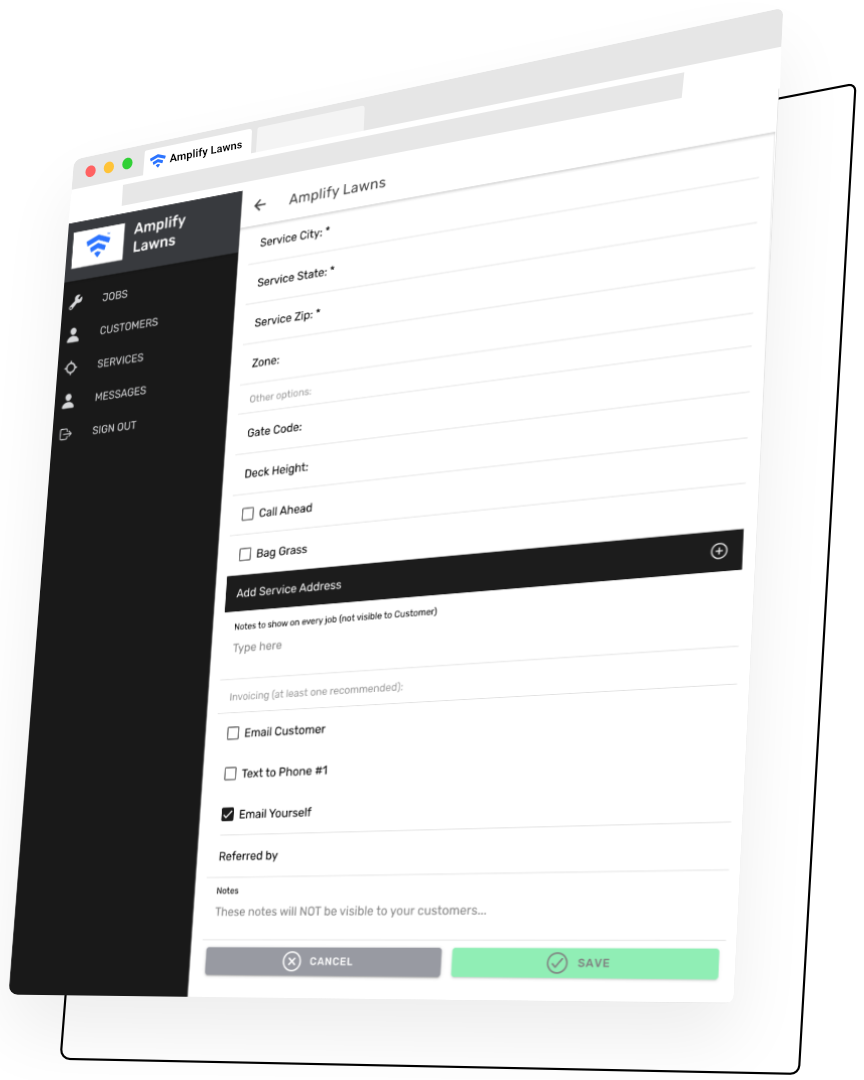 Amplify Lawns
Amplify
Lawns
JOBS
CUSTOMERS
SERVICES
MESSAGES
SIGN OUT
Amplify Lawns
Service City: *
Service State: *
Service Zip: *
Zone:
Other options:
Gate Code:
Deck Height:
Call Ahead
Bag Grass
Add Service Address
Notes to show on every job (not visible to Customer)
Type here
Invoicing (at least one recommended):
Email Customer
Text to Phone #1
Email Yourself
Referred by
Notes
These notes will NOT be visible to your customers...
CANCEL
SAVE